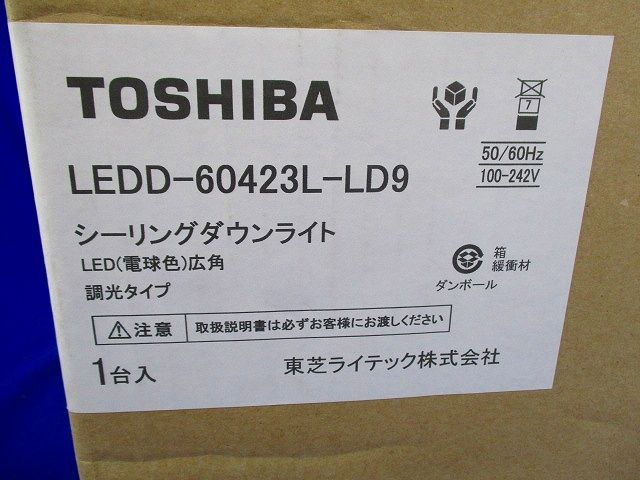 TOSHIBA
7
LEDD-60423L-LD9
50/60Hz
100-242V
シーリングダウンライト
LED(電球色)広角
調光タイプ
箱
緩衝材
ダンボール
注意 取扱説明書は必ずお客様にお渡しください
1台入
東芝ライテック株式会社